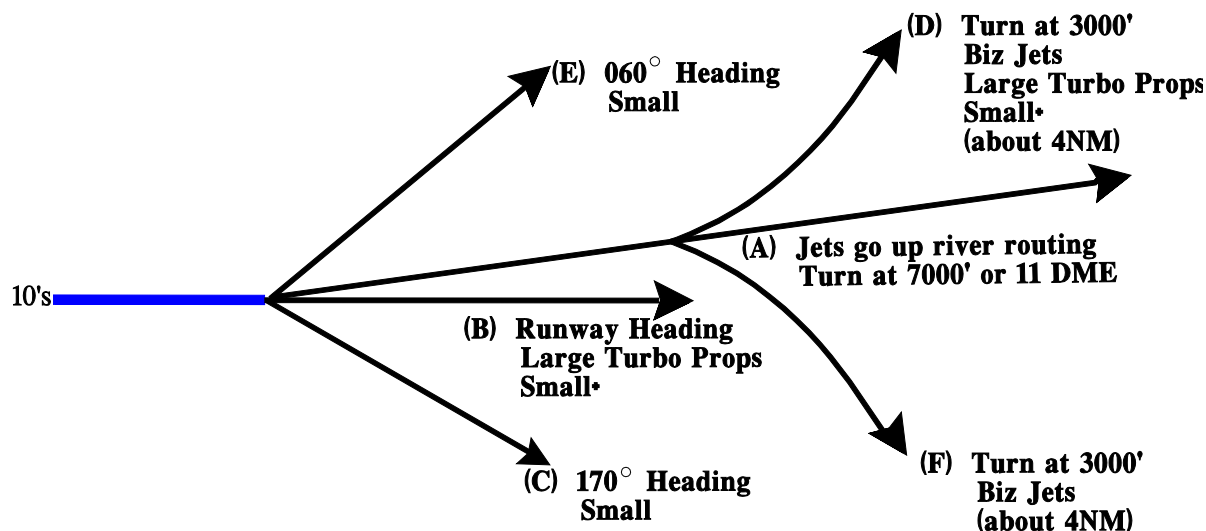 (D) Turn at 3000'
Biz Jets
Large Turbo Props
Small+
(about 4NM)
(E) 060° Heading
Small
(A) Jets go up river routing
Turn at 7000' or 11 DME
10's
(B) Runway Heading
Large Turbo Props
Small+
(C) 170° Heading
Small
(F) Turn at 3000'
Biz Jets
(about 4NM)